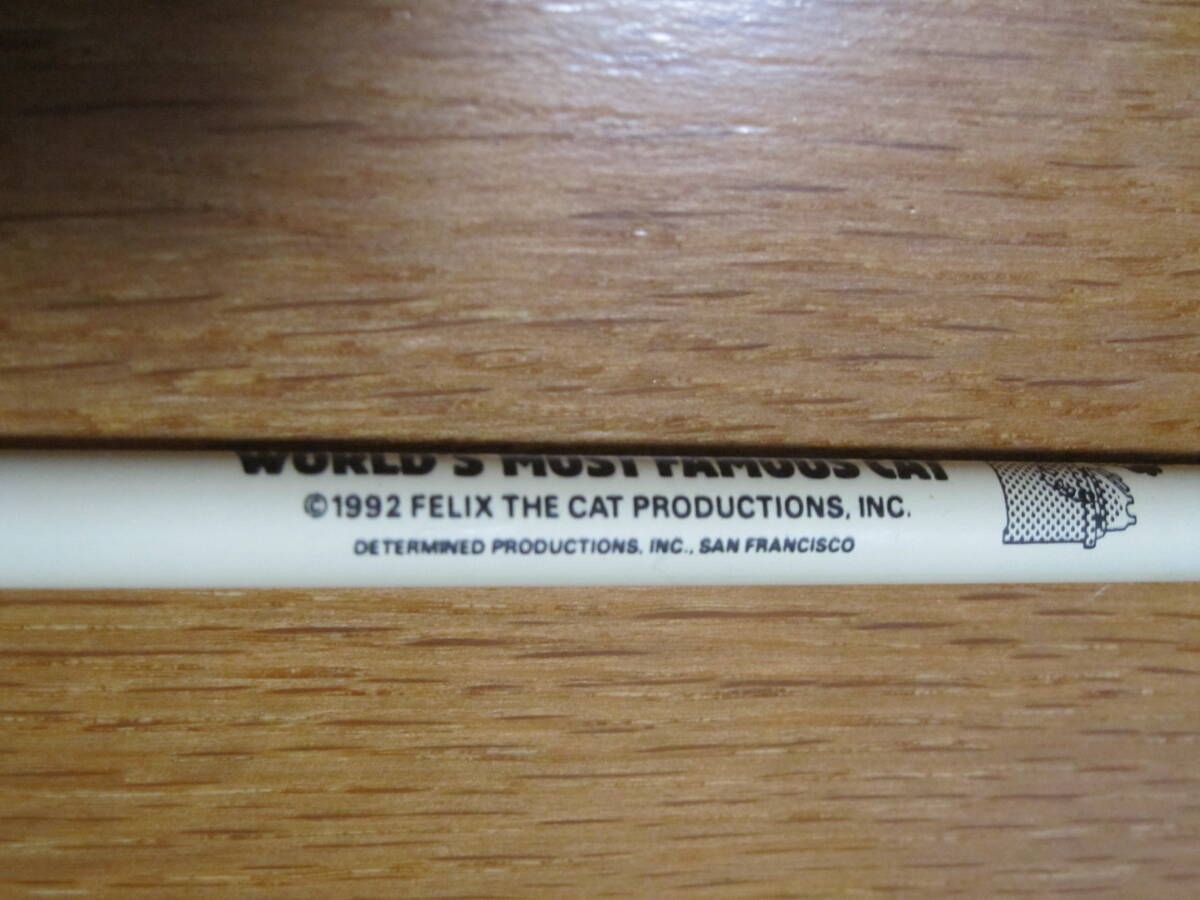 WORLD'S MOST FAMOUS CAT
©1992 FELIX THE CAT PRODUCTIONS, INC.
DETERMINED PRODUCTIONS, INC., SAN FRANCISCO